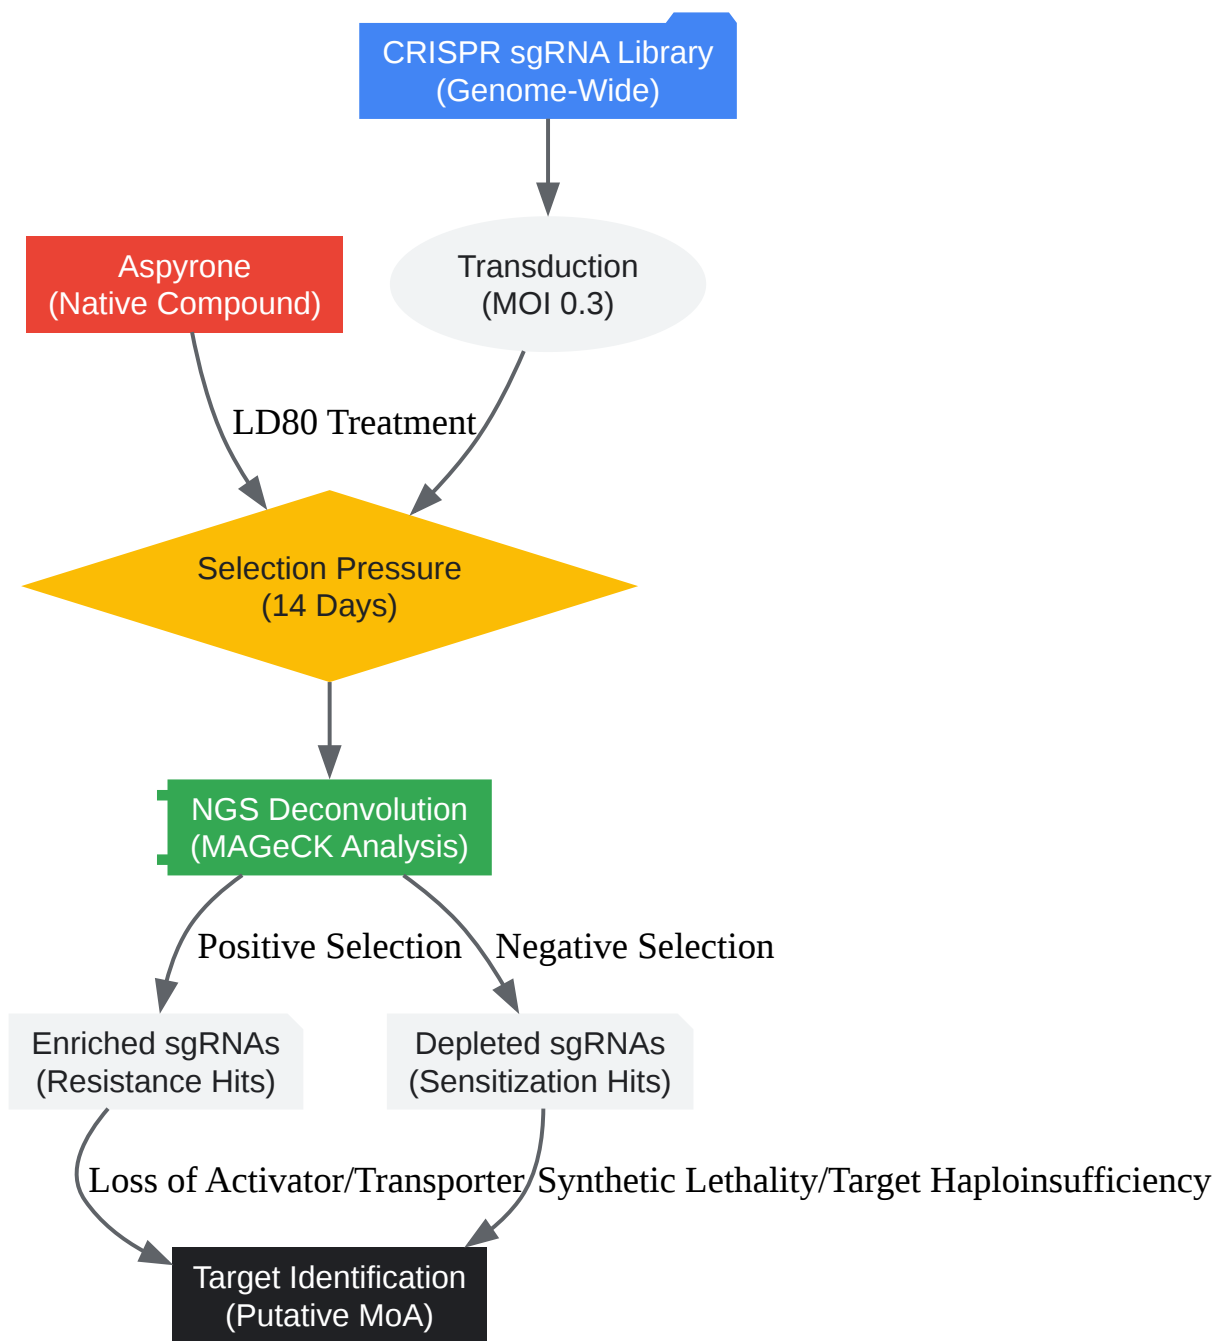 CRISPR sgRNA Library
(Genome-Wide)
Aspyrone
(Native Compound)
Transduction
(MOI 0.3)
LD80 Treatment
Selection Pressure
(14 Days)
NGS Deconvolution
(MAGeCK Analysis)
Positive Selection
Negative Selection
Enriched sgRNAs
(Resistance Hits)
Depleted sgRNAs
(Sensitization Hits)
Loss of Activator/Transporter
Synthetic Lethality/Target Haploinsufficiency
Target Identification
(Putative MoA)